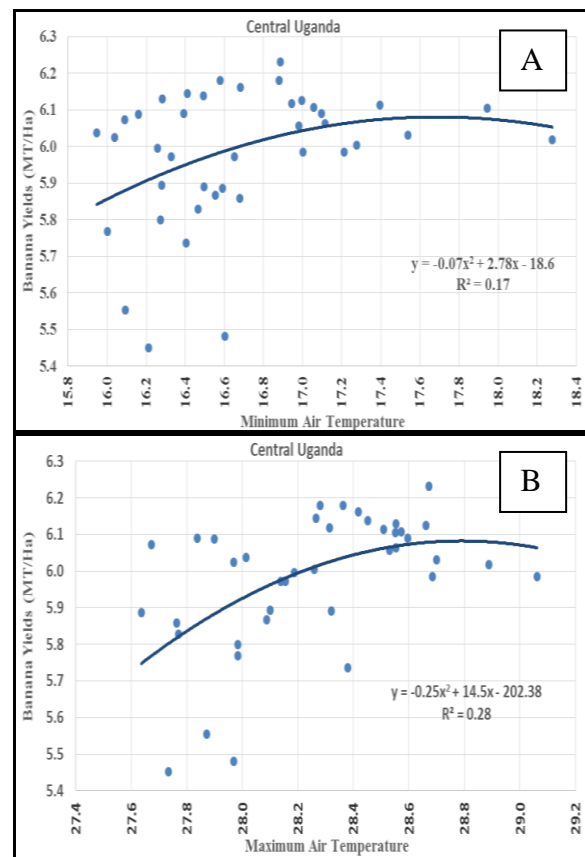 Central Uganda
A
6.3
6.2
6.1
6.0
5.9
5.8
5.7
5.6
5.5
5.4
Banana Yields (MT/Ha)
y = -0.07x² + 2.78x - 18.6
R² = 0.17
15.8 16.0 16.2 16.4 16.6 16.8 17.0 17.2 17.4 17.6 17.8 18.0 18.2 18.4
Minimum Air Temperature
Central Uganda
B
6.3
6.2
6.1
6.0
5.9
5.8
5.7
5.6
5.5
5.4
Banana Yields (MT/Ha)
y = -0.25x² + 14.5x - 202.38
R² = 0.28
27.4 27.6 27.8 28.0 28.2 28.4 28.6 28.8 29.0 29.2
Maximum Air Temperature